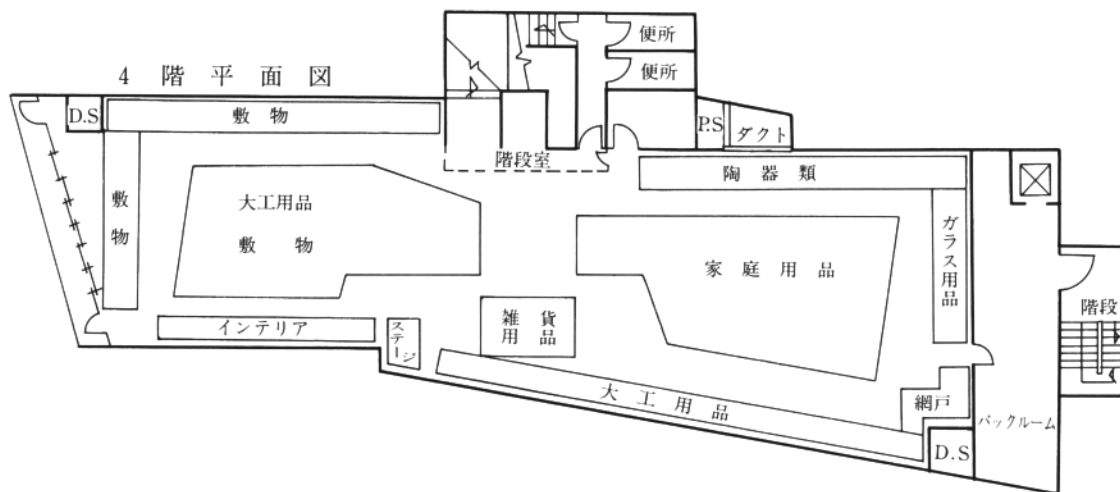 4階平面図
便所
便所
D.S
敷物
P.S
ダクト
階段室
陶器類
敷物
大工用品
敷物
ガラス用品
家庭用品
階段
インテリア
ステージ
雑貨
用品
大工用品
網戸
バックルーム
D.S